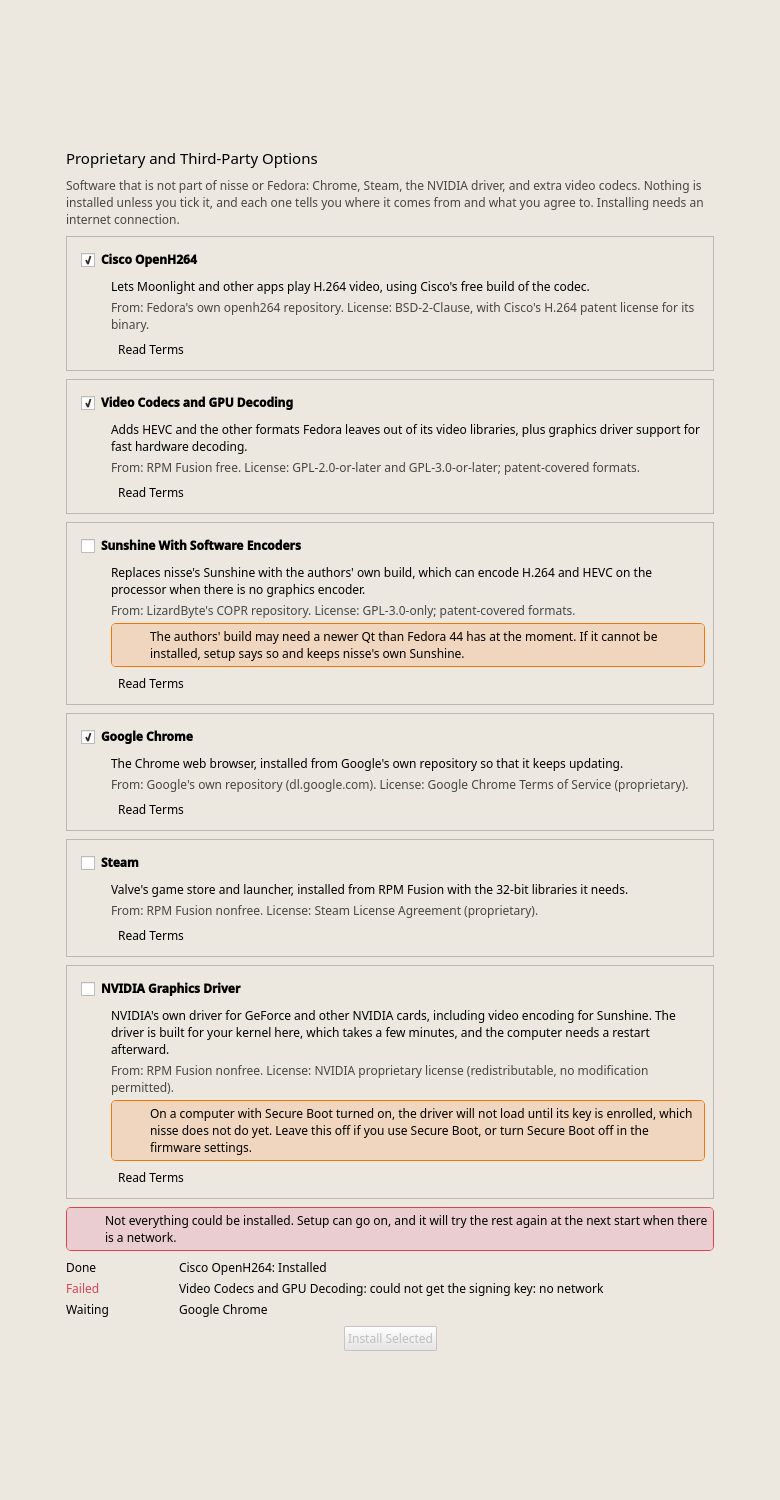 Proprietary and Third-Party Options
Software that is not part of nisse or Fedora: Chrome, Steam, the NVIDIA driver, and extra video codecs. Nothing is
installed unless you tick it, and each one tells you where it comes from and what you agree to. Installing needs an
internet connection.
Cisco OpenH264
Lets Moonlight and other apps play H.264 video, using Cisco's free build of the codec.
From: Fedora's own openh264 repository. License: BSD-2-Clause, with Cisco's H.264 patent license for its
binary.
Read Terms
Video Codecs and GPU Decoding
Adds HEVC and the other formats Fedora leaves out of its video libraries, plus graphics driver support for
fast hardware decoding.
From: RPM Fusion free. License: GPL-2.0-or-later and GPL-3.0-or-later; patent-covered formats.
Read Terms
Sunshine With Software Encoders
Replaces nisse's Sunshine with the authors' own build, which can encode H.264 and HEVC on the
processor when there is no graphics encoder.
From: LizardByte's COPR repository. License: GPL-3.0-only; patent-covered formats.
The authors' build may need a newer Qt than Fedora 44 has at the moment. If it cannot be
installed, setup says so and keeps nisse's own Sunshine.
Read Terms
Google Chrome
The Chrome web browser, installed from Google's own repository so that it keeps updating.
From: Google's own repository (dl.google.com). License: Google Chrome Terms of Service (proprietary).
Read Terms
Steam
Valve's game store and launcher, installed from RPM Fusion with the 32-bit libraries it needs.
From: RPM Fusion nonfree. License: Steam License Agreement (proprietary).
Read Terms
NVIDIA Graphics Driver
NVIDIA's own driver for GeForce and other NVIDIA cards, including video encoding for Sunshine. The
driver is built for your kernel here, which takes a few minutes, and the computer needs a restart
afterward.
From: RPM Fusion nonfree. License: NVIDIA proprietary license (redistributable, no modification
permitted).
On a computer with Secure Boot turned on, the driver will not load until its key is enrolled, which
nisse does not do yet. Leave this off if you use Secure Boot, or turn Secure Boot off in the
firmware settings.
Read Terms
Not everything could be installed. Setup can go on, and it will try the rest again at the next start when there
is a network.
Done Cisco OpenH264: Installed
Failed Video Codecs and GPU Decoding: could not get the signing key: no network
Waiting Google Chrome
Install Selected